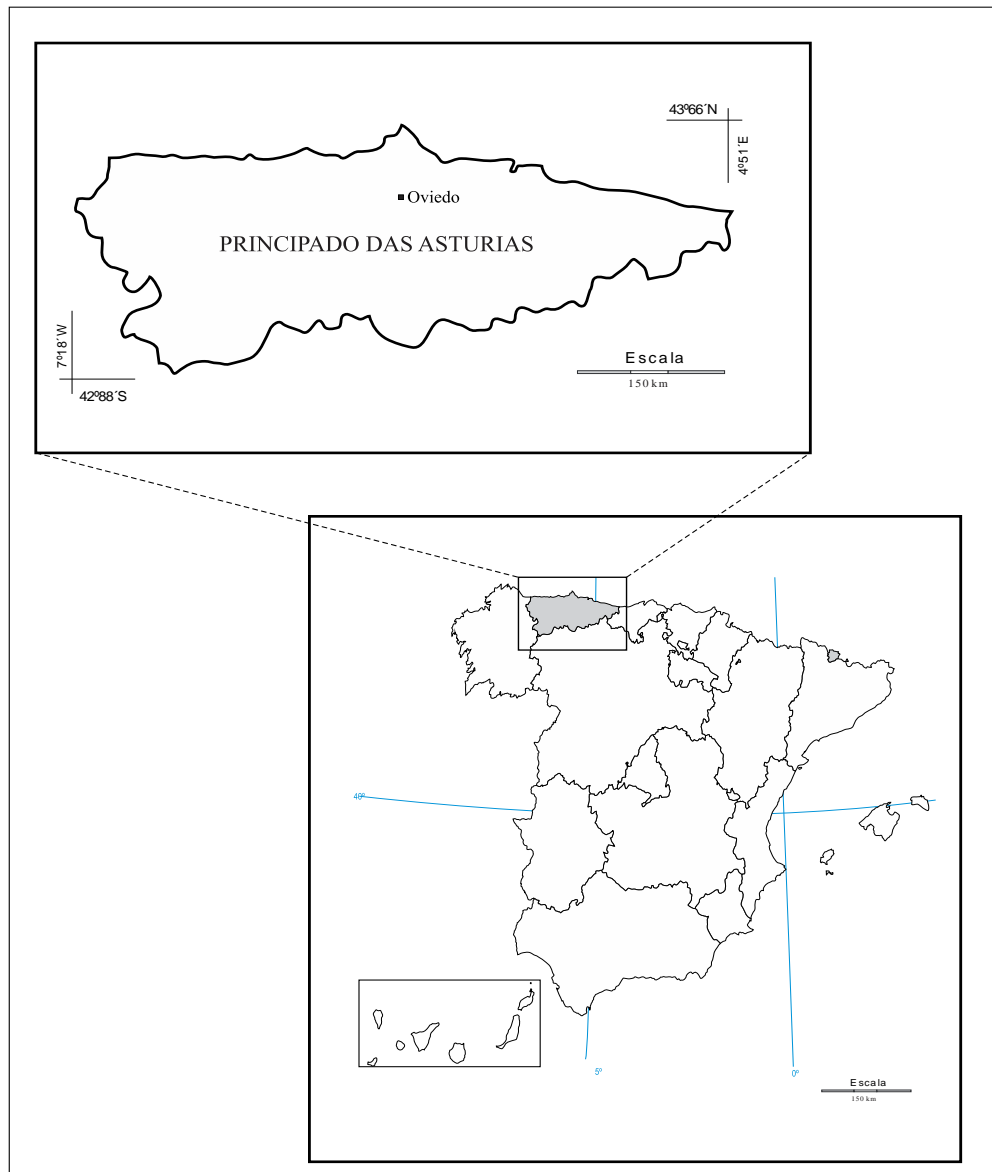 43º66´N
4º51´E
Oviedo
PRINCIPADO DAS ASTURIAS
7º18´W
42º88´S
Escala
150 km
40º
5º
0º
Escala
150 km